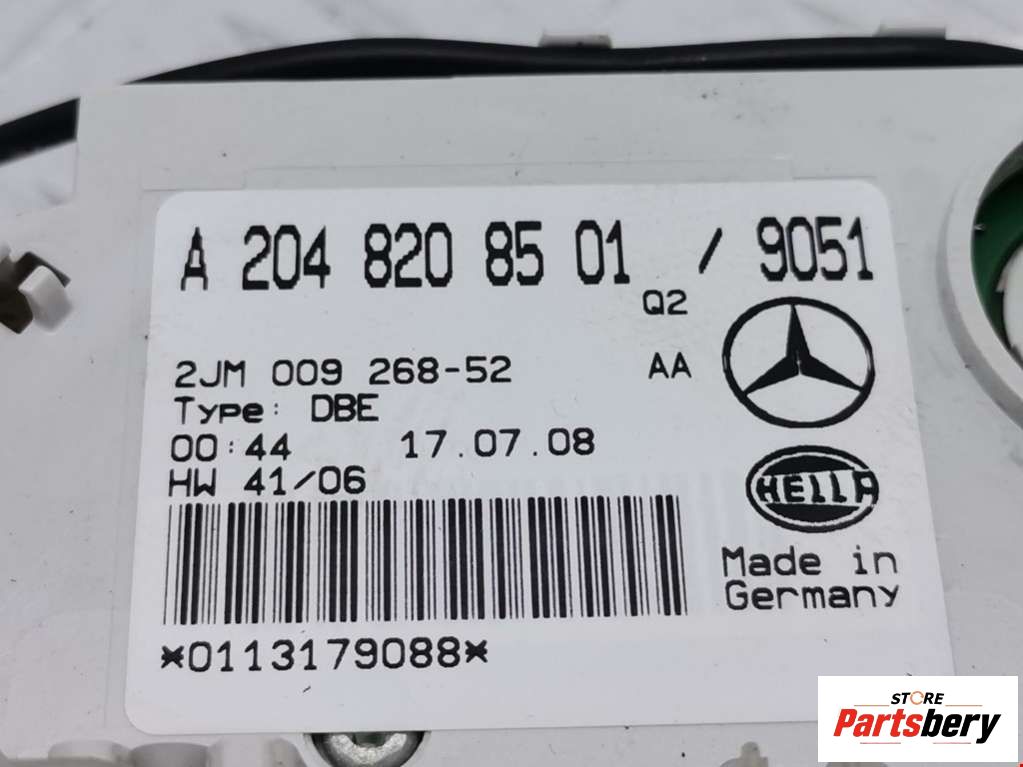 A 204 820 85 01 / 9051
Q2
2JM 009 268-52 AA
Type: DBE
00:44 17.07.08
HW 41/06
HELLA
Made in
Germany
*0113179088*
STORE
Partsbery